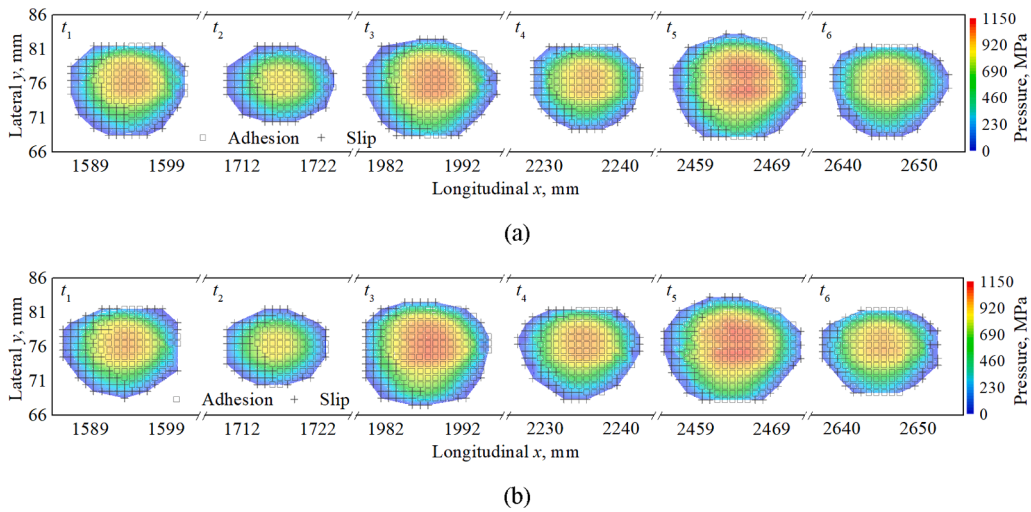 86
81
76
71
66
Lateral y, mm
t1 t2 t3 t4 t5 t6
Adhesion Slip
1589 1599 1712 1722 1982 1992 2230 2240 2459 2469 2640 2650
Longitudinal x, mm
1150
920
690
460
230
0
Pressure, MPa
(a)
86
81
76
71
66
Lateral y, mm
t1 t2 t3 t4 t5 t6
Adhesion Slip
1589 1599 1712 1722 1982 1992 2230 2240 2459 2469 2640 2650
Longitudinal x, mm
1150
920
690
460
230
0
Pressure, MPa
(b)